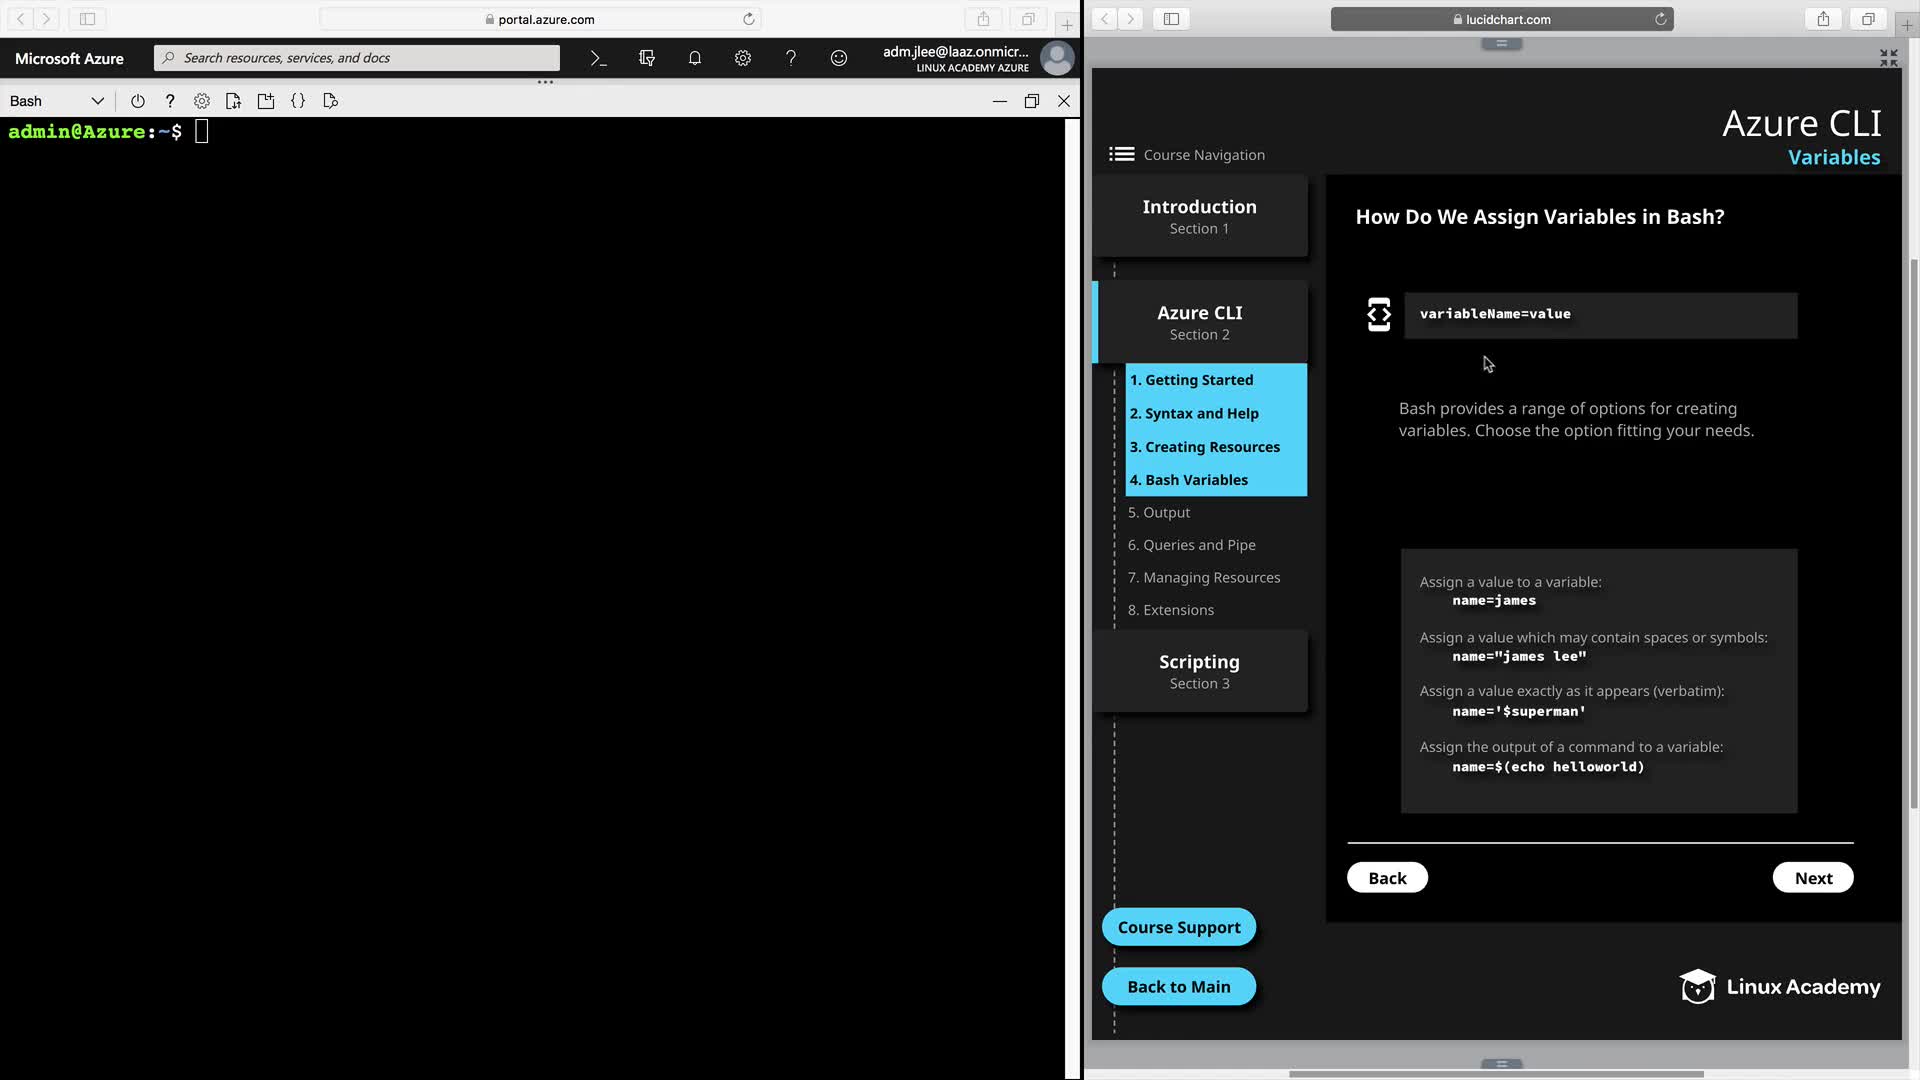 portal.azure.com
Microsoft Azure
Search resources, services, and docs
adm.jlee@laaz.onmicr...
LINUX ACADEMY AZURE
Bash
admin@Azure:~$
lucidchart.com
Azure CLI
Variables
Course Navigation
Introduction
Section 1
Azure CLI
Section 2
1. Getting Started
2. Syntax and Help
3. Creating Resources
4. Bash Variables
5. Output
6. Queries and Pipe
7. Managing Resources
8. Extensions
Scripting
Section 3
Course Support
Back to Main
How Do We Assign Variables in Bash?
variableName=value
Bash provides a range of options for creating
variables. Choose the option fitting your needs.
Assign a value to a variable:
name=james
Assign a value which may contain spaces or symbols:
name="james lee"
Assign a value exactly as it appears (verbatim):
name='$superman'
Assign the output of a command to a variable:
name=$(echo helloworld)
Back
Next
Linux Academy